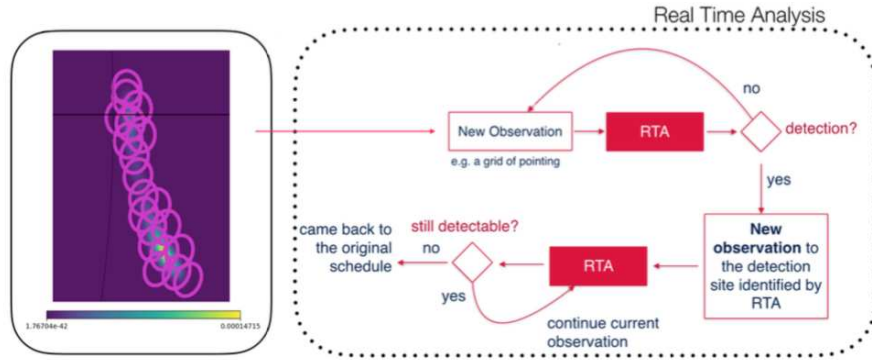 Real Time Analysis
New Observation
e.g. a grid of pointing
RTA
no
detection?
yes
New
observation to
the detection
site identified by
RTA
RTA
continue current
observation
still detectable?
no
yes
came back to
the original
schedule
1.76704e-42
0.00014715